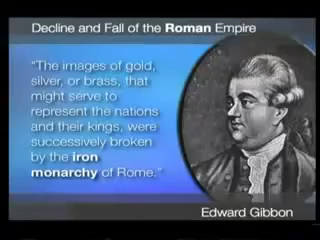 Decline and Fall of the Roman Empire
“The images of gold,
silver, or brass, that
might serve to
represent the nations
and their kings, were
successively broken
by the iron
monarchy of Rome.”
Edward Gibbon